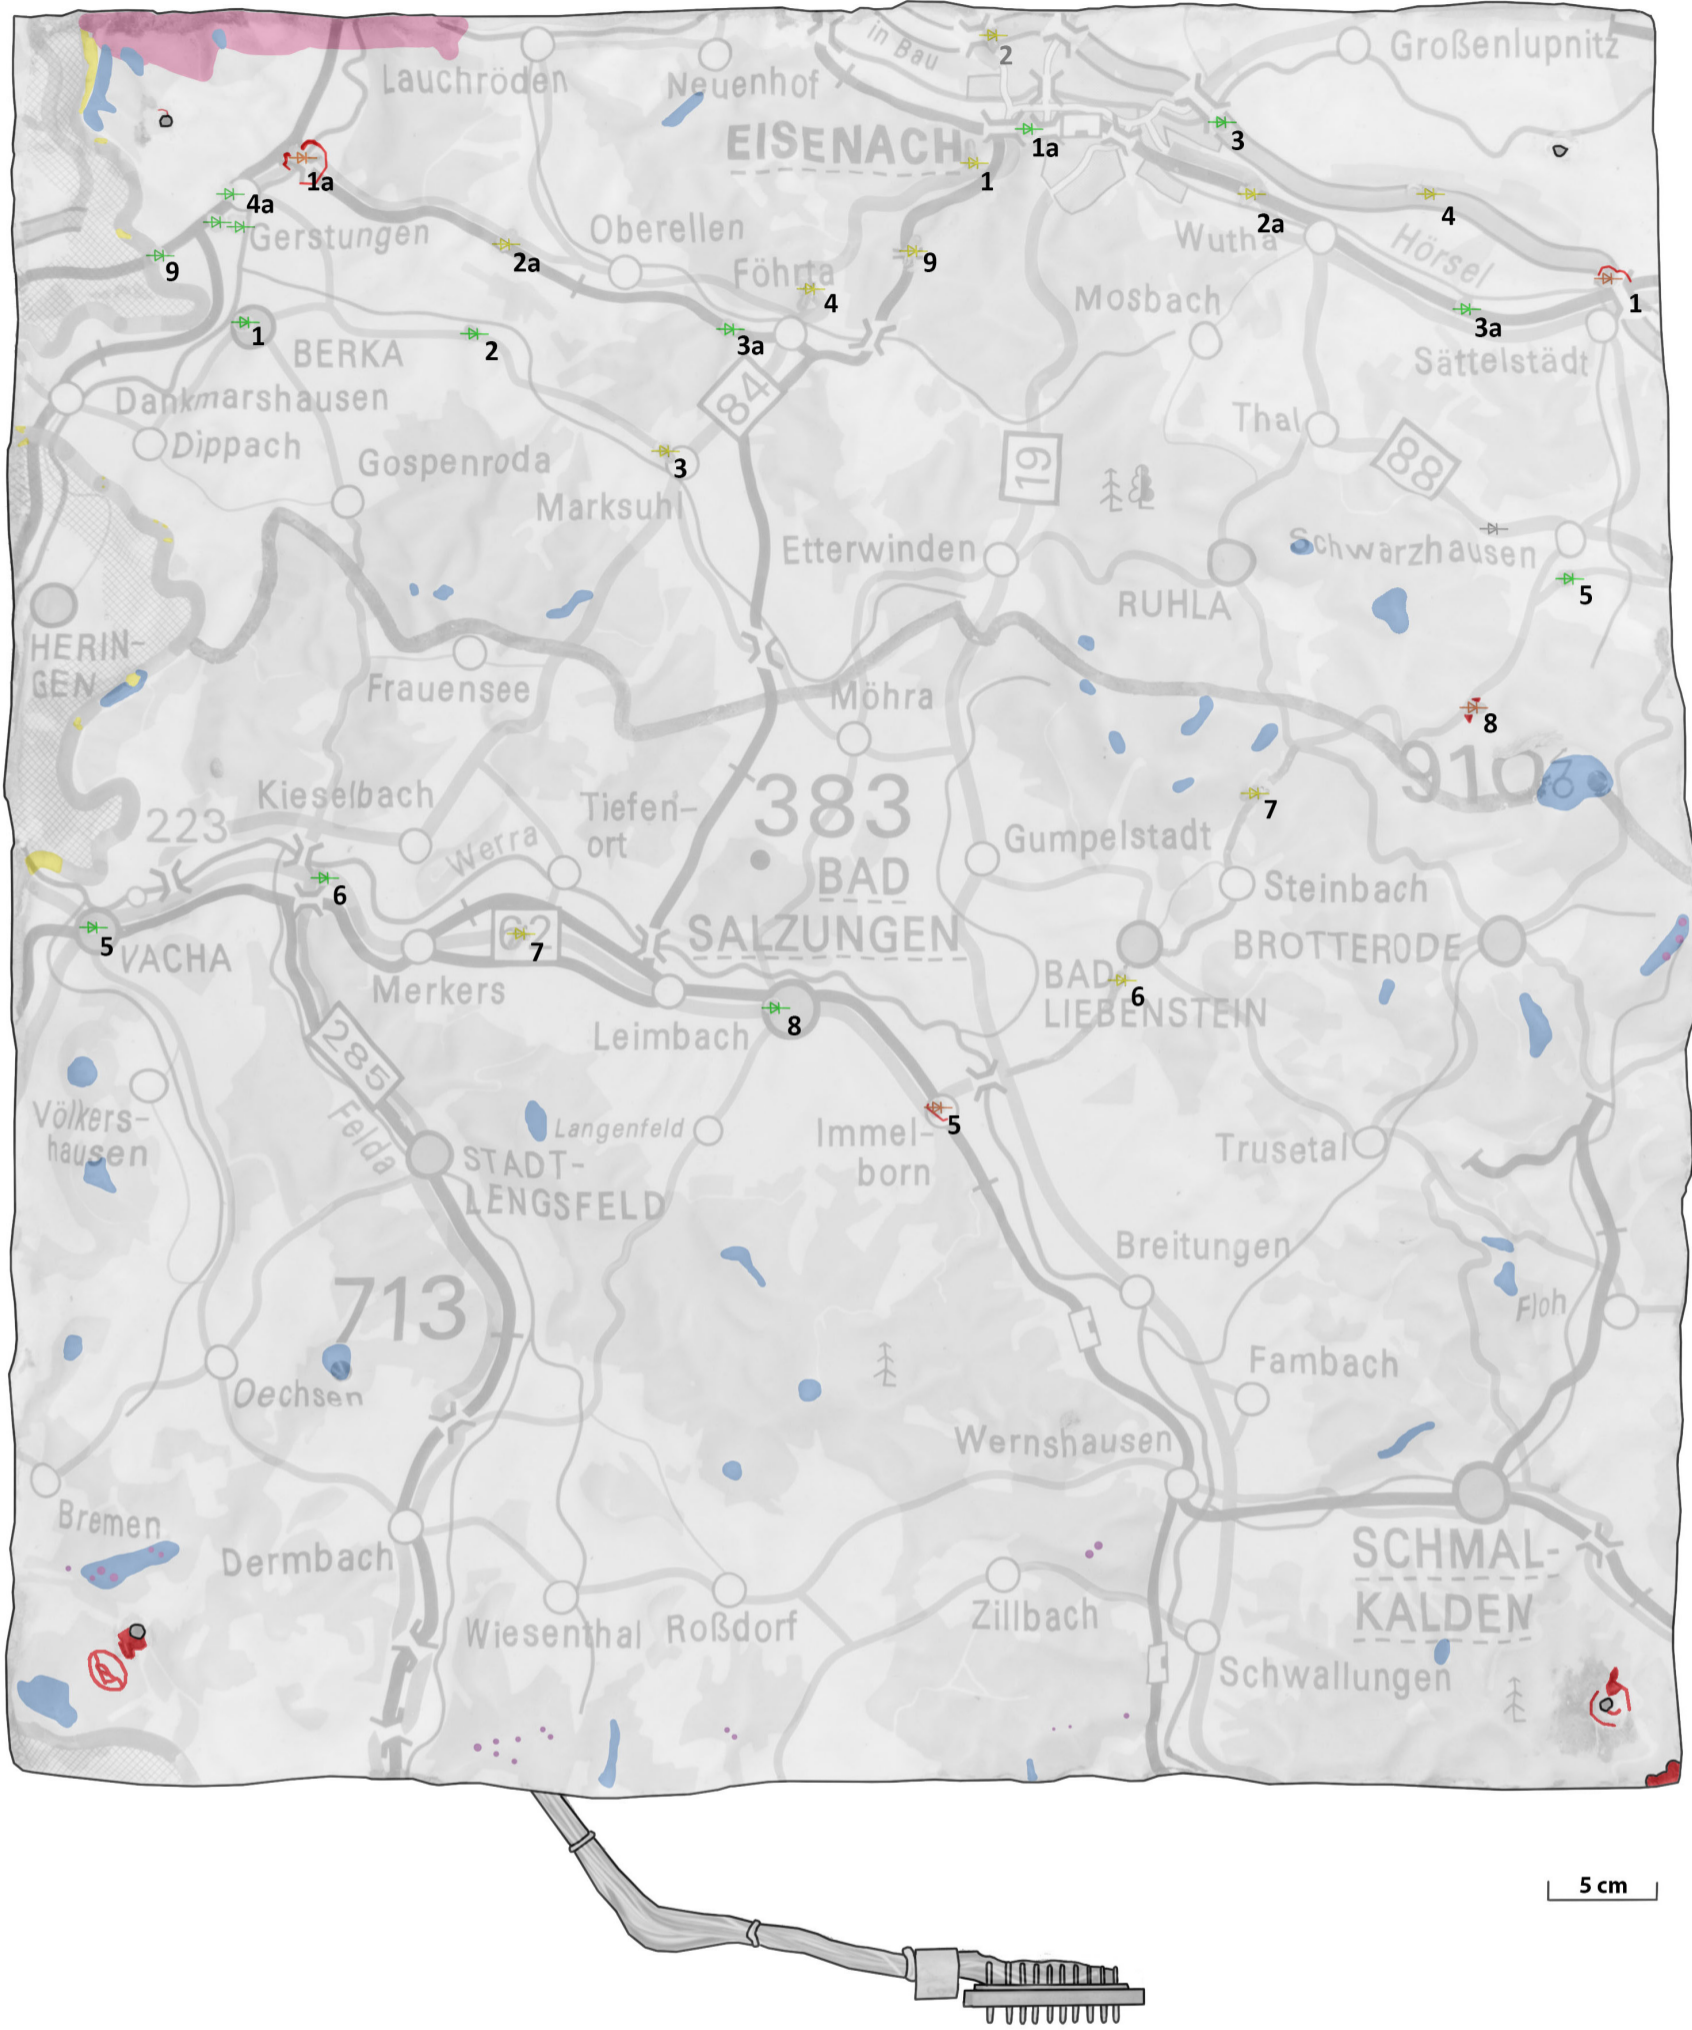 in Bau
2
Großenlupnitz
Lauchröden
Neuenhof
EISENACH
1a
3
1
1a
4a
Gerstungen
Oberellen
2a
Föhrta
9
4
Wutha
2a
4
Hörsel
9
1
2
3a
1
3a
Mosbach
Sättelstädt
BERKA
84
Dankmarshausen
Dippach
Gospenroda
3
Marksuhl
19
Thal
88
Etterwinden
Schwarzhausen
5
RUHLA
HERIN-
GEN
Frauensee
Möhra
8
910
223
Kieselbach
Werra
Tiefen-
ort
383
BAD
SALZUNGEN
Gumpelstadt
7
Steinbach
6
5
VACHA
62
7
Merkers
Leimbach
8
BAD
LIEBENSTEIN
6
BROTTERODE
285
Felda
Völkers-
hausen
Langenfeld
STADT-
LENGSFELD
Immel-
born
5
Trusetal
Breitungen
713
Floh
Oechsen
Fambach
Wernshausen
Bremen
Dermbach
Wiesenthal
Roßdorf
Zillbach
SCHMAL-
KALDEN
Schwallungen
5 cm